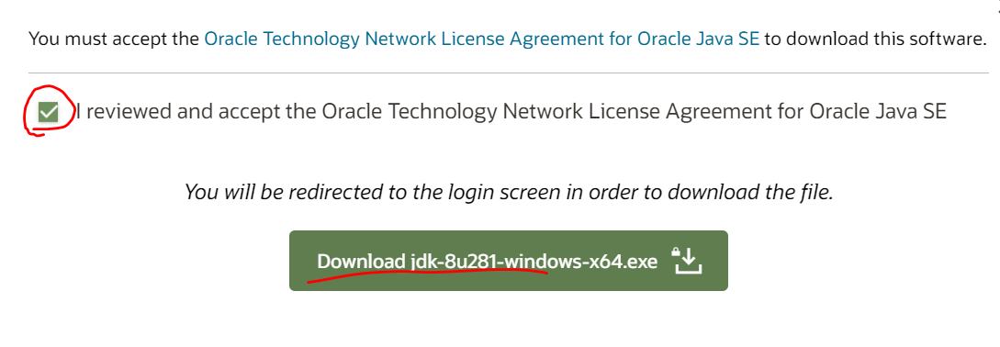 You must accept the Oracle Technology Network License Agreement for Oracle Java SE to download this software.
I reviewed and accept the Oracle Technology Network License Agreement for Oracle Java SE
You will be redirected to the login screen in order to download the file.
Download jdk-8u281-windows-x64.exe